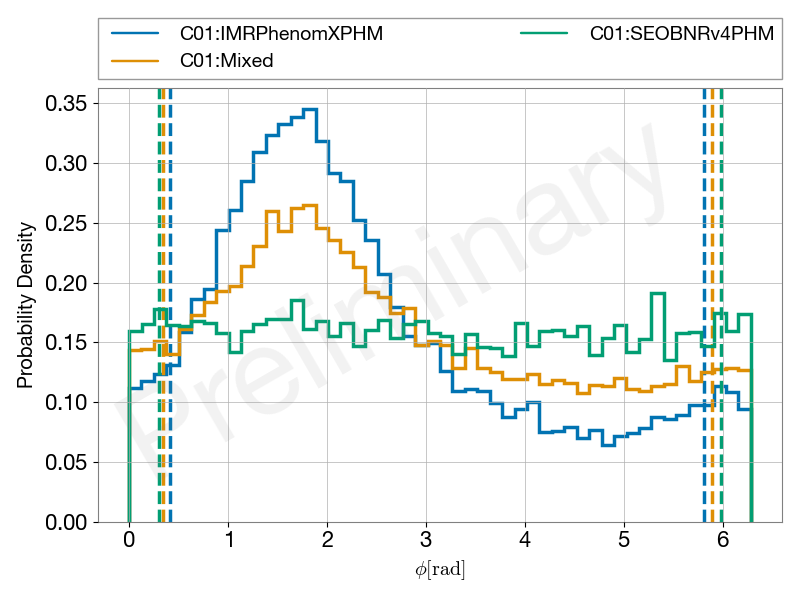 C01:IMRPhenomXPHM
C01:Mixed
C01:SEOBNRv4PHM
Preliminary
Probability Density
0.35
0.30
0.25
0.20
0.15
0.10
0.05
0.00
0 1 2 3 4 5 6
ϕ[rad]